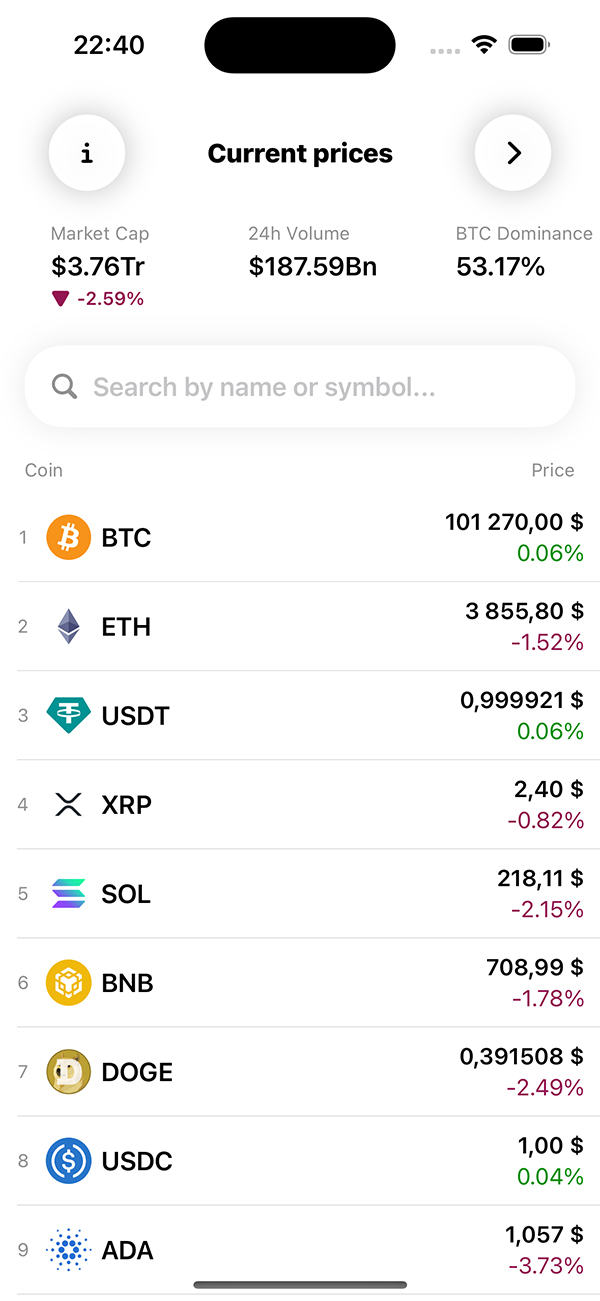 22:40
i
Current prices
Market Cap
24h Volume
BTC Dominance
$3.76Tr
$187.59Bn
53.17%
-2.59%
Search by name or symbol...
Coin
Price
1
BTC
101 270,00 $
0.06%
2
ETH
3 855,80 $
-1.52%
3
USDT
0,999921 $
0.06%
4
XRP
2,40 $
-0.82%
5
SOL
218,11 $
-2.15%
6
BNB
708,99 $
-1.78%
7
DOGE
0,391508 $
-2.49%
8
USDC
1,00 $
0.04%
9
ADA
1,057 $
-3.73%